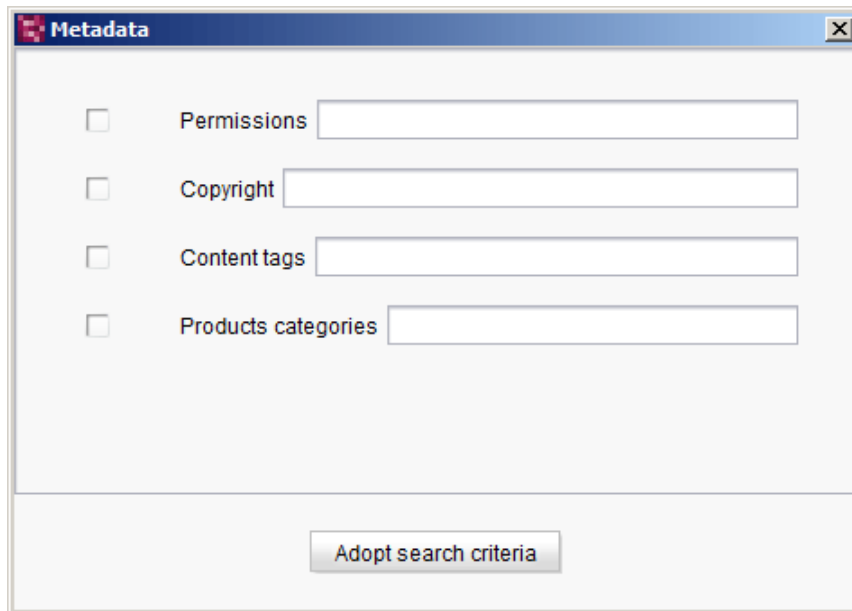 Metadata
Permissions
Copyright
Content tags
Products categories
Adopt search criteria